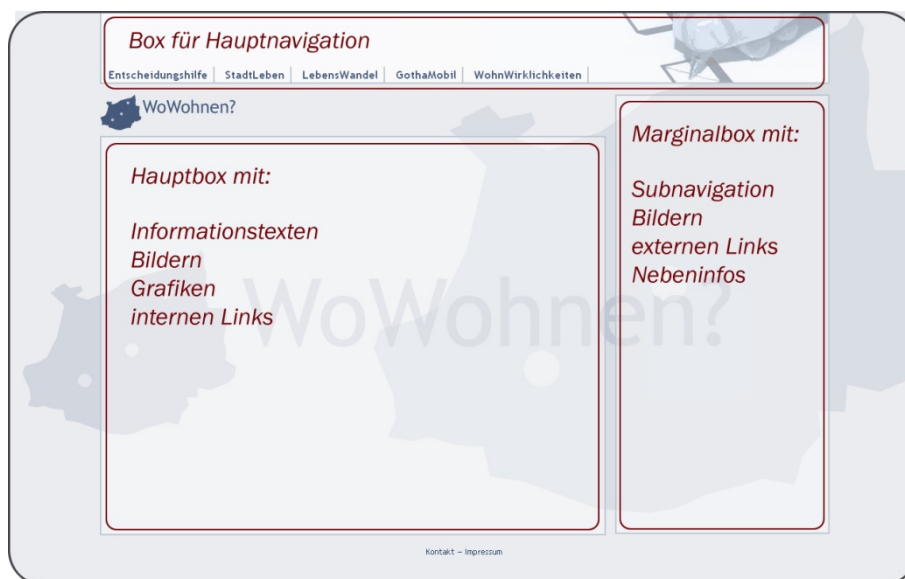 Box für Hauptnavigation
Entscheidungshilfe StadtLeben LebensWandel GothaMobil WohnWirklichkeiten
WoWohnen?
Hauptbox mit:
Informationstexten
Bildern
Grafiken
internen Links
Marginalbox mit:
Subnavigation
Bildern
externen Links
Nebeninfos
WoWohnen?
Kontakt – Impressum